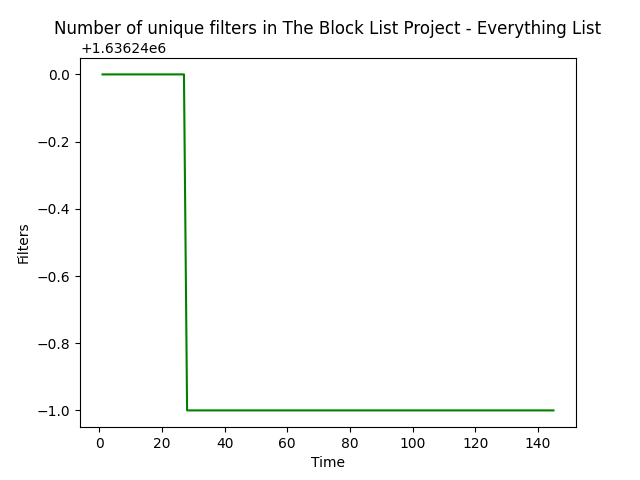 Number of unique filters in The Block List Project - Everything List
+1.63624e6
0.0
−0.2
−0.4
−0.6
−0.8
−1.0
Filters
0 20 40 60 80 100 120 140
Time